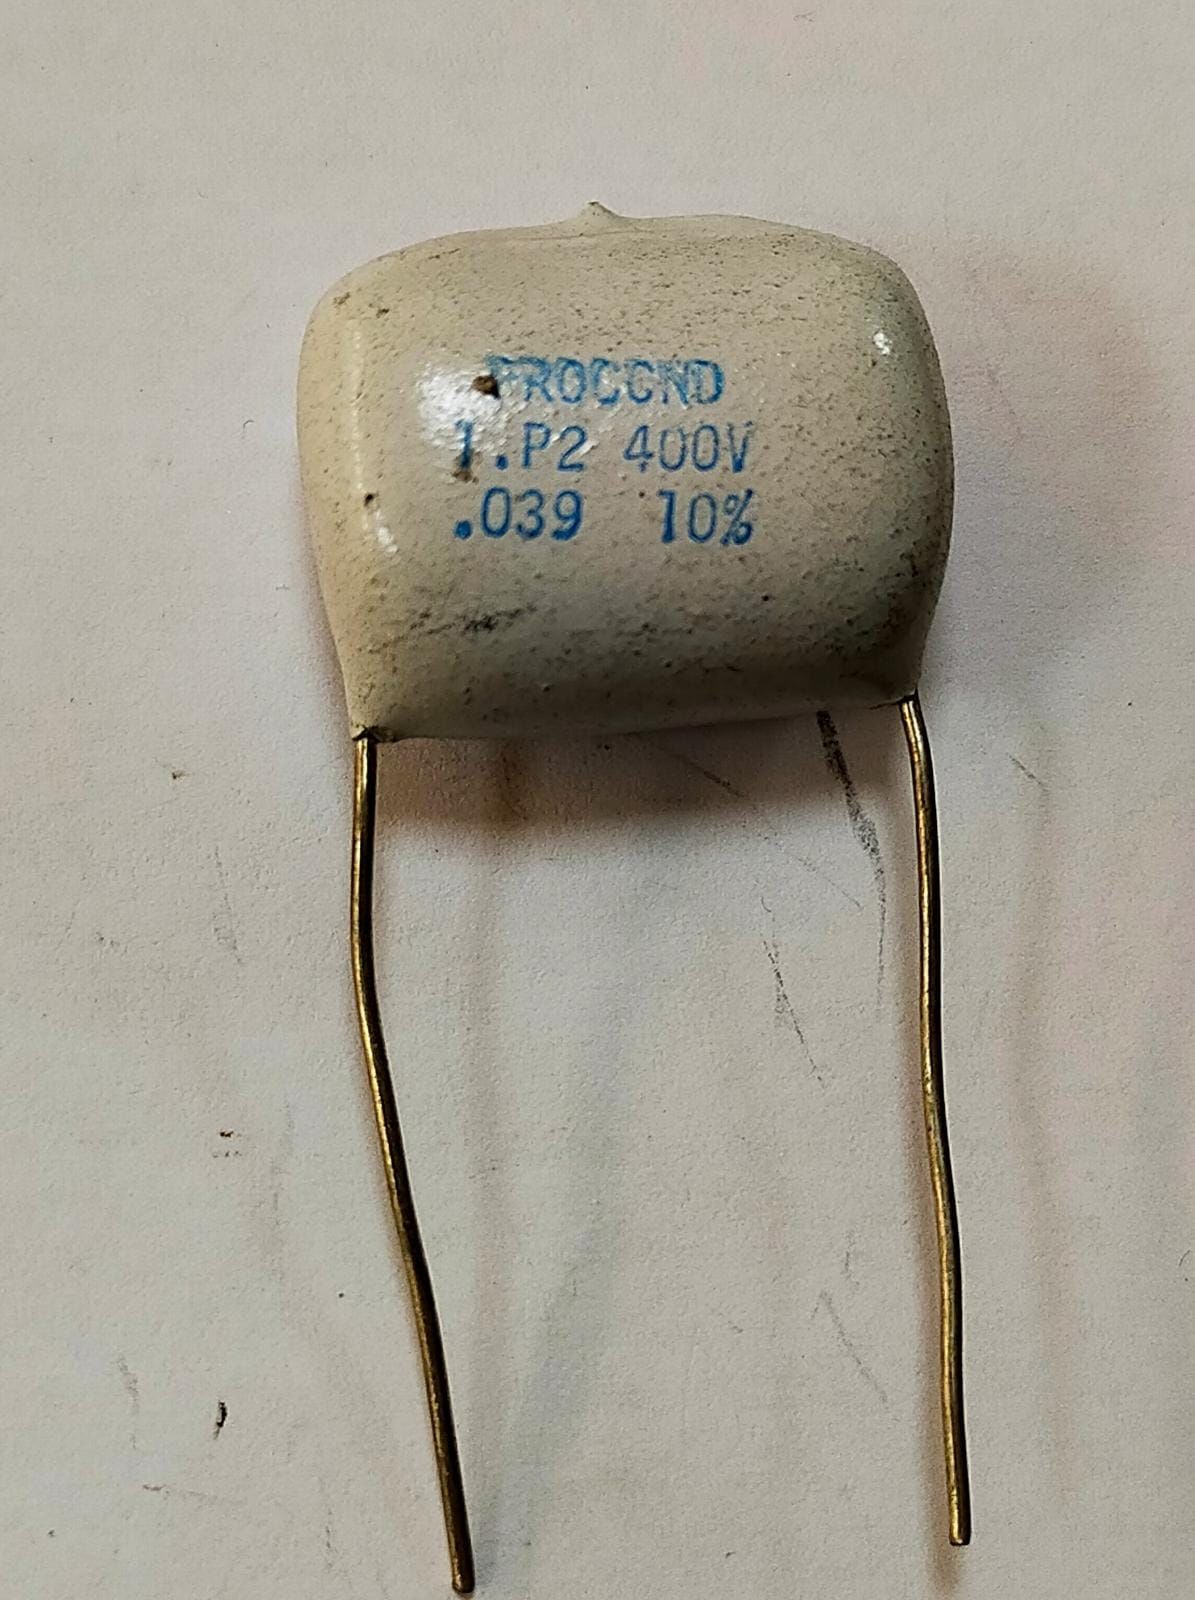 PROCOND
1.P2 400V
.039 10%